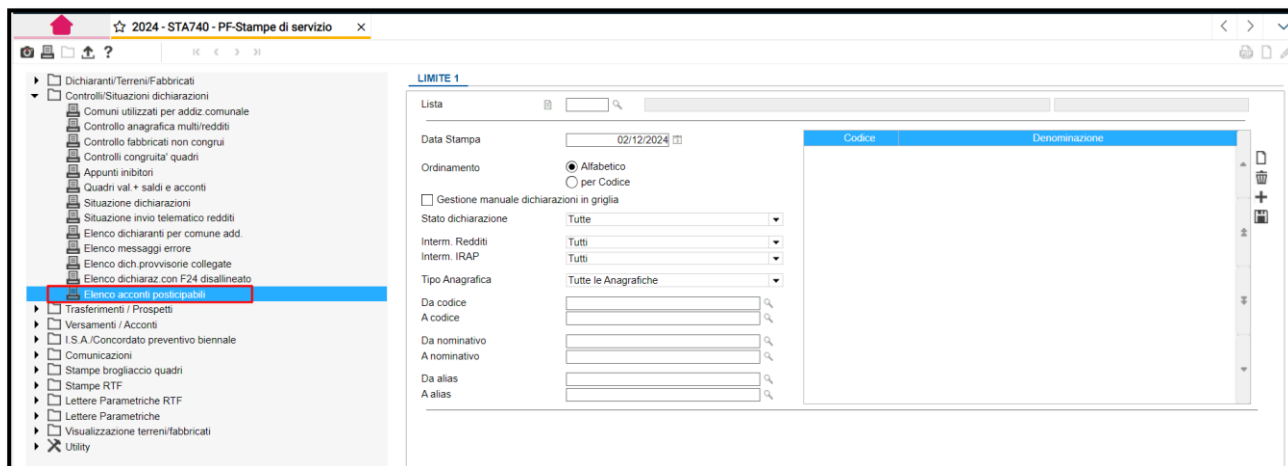 2024 - STA740 - PF-Stampe di servizio
Dichiaranti/Terreni/Fabbricati
Controlli/Situazioni dichiarazioni
Comuni utilizzati per addiz.comunale
Controllo anagrafica multi/redditi
Controllo fabbricati non congrui
Controlli congruita' quadri
Appunti inibitori
Quadri val.+ saldi e acconti
Situazione dichiarazioni
Situazione invio telematico redditi
Elenco dichiaranti per comune add.
Elenco messaggi errore
Elenco dich.provvisorie collegate
Elenco dichiaraz.con F24 disallineato
Elenco acconti posticipabili
Trasferimenti / Prospetti
Versamenti / Acconti
I.S.A./Concordato preventivo biennale
Comunicazioni
Stampe brogliaccio quadri
Stampe RTF
Lettere Parametriche RTF
Lettere Parametriche
Visualizzazione terreni/fabbricati
Utility
LIMITE 1
Lista
Data Stampa 02/12/2024
Ordinamento Alfabetico
per Codice
Gestione manuale dichiarazioni in griglia
Stato dichiarazione Tutte
Interm. Redditi Tutti
Interm. IRAP Tutti
Tipo Anagrafica Tutte le Anagrafiche
Da codice
A codice
Da nominativo
A nominativo
Da alias
A alias
Codice Denominazione